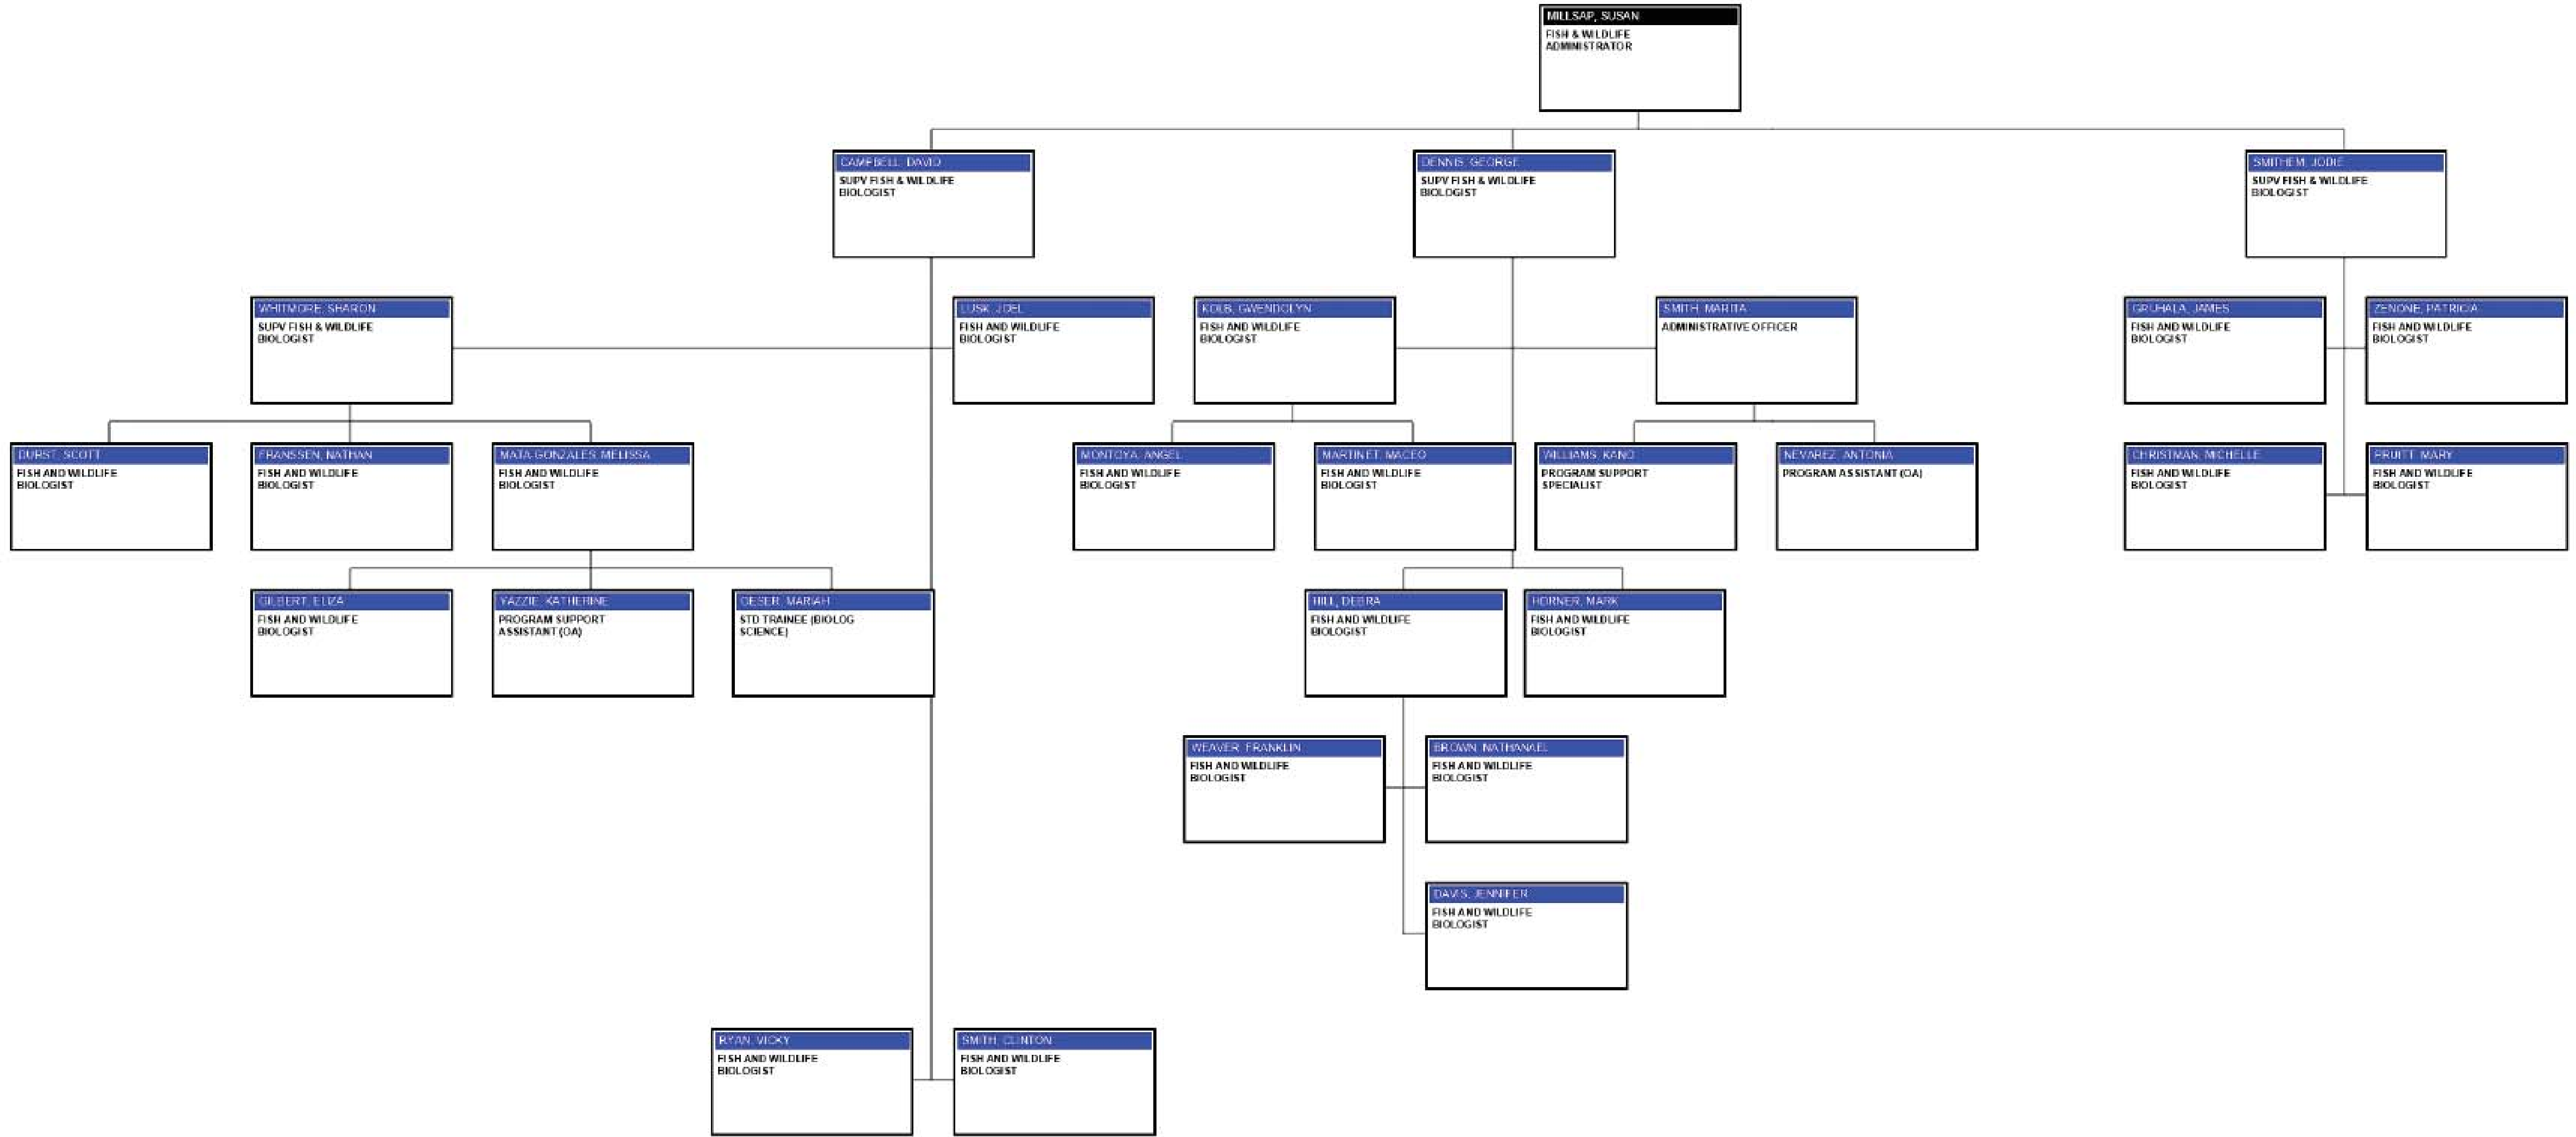 MILLSAP, SUSAN
FISH & WILDLIFE
ADMINISTRATOR
CAMPBELL, DAVID
SUPV FISH & WILDLIFE
BIOLOGIST
DENNIS, GEORGE
SUPV FISH & WILDLIFE
BIOLOGIST
SMITHEM, JODIE
SUPV FISH & WILDLIFE
BIOLOGIST
WHITMORE, SHARON
SUPV FISH & WILDLIFE
BIOLOGIST
LUSK, JOEL
FISH AND WILDLIFE
BIOLOGIST
KOLB, GWENDOLYN
FISH AND WILDLIFE
BIOLOGIST
SMITH, MARITA
ADMINISTRATIVE OFFICER
GRUHALA, JAMES
FISH AND WILDLIFE
BIOLOGIST
ZENONE, PATRICIA
FISH AND WILDLIFE
BIOLOGIST
DURST, SCOTT
FISH AND WILDLIFE
BIOLOGIST
FRANSSEN, NATHAN
FISH AND WILDLIFE
BIOLOGIST
MATA-GONZALES, MELISSA
FISH AND WILDLIFE
BIOLOGIST
MONTOYA, ANGEL
FISH AND WILDLIFE
BIOLOGIST
MARTINET, MACEO
FISH AND WILDLIFE
BIOLOGIST
WILLIAMS, KANO
PROGRAM SUPPORT
SPECIALIST
NEVAREZ, ANTONIA
PROGRAM ASSISTANT (OA)
CHRISTMAN, MICHELLE
FISH AND WILDLIFE
BIOLOGIST
PRUITT, MARY
FISH AND WILDLIFE
BIOLOGIST
GILBERT, ELIZA
FISH AND WILDLIFE
BIOLOGIST
YAZZIE, KATHERINE
PROGRAM SUPPORT
ASSISTANT (OA)
OESER, MARIAH
STD TRAINEE (BIOLOG
SCIENCE)
HILL, DEBRA
FISH AND WILDLIFE
BIOLOGIST
HORNER, MARK
FISH AND WILDLIFE
BIOLOGIST
WEAVER, FRANKLIN
FISH AND WILDLIFE
BIOLOGIST
BROWN, NATHANAEL
FISH AND WILDLIFE
BIOLOGIST
DAVIS, JENNIFER
FISH AND WILDLIFE
BIOLOGIST
RYAN, VICKY
FISH AND WILDLIFE
BIOLOGIST
SMITH, CLINTON
FISH AND WILDLIFE
BIOLOGIST